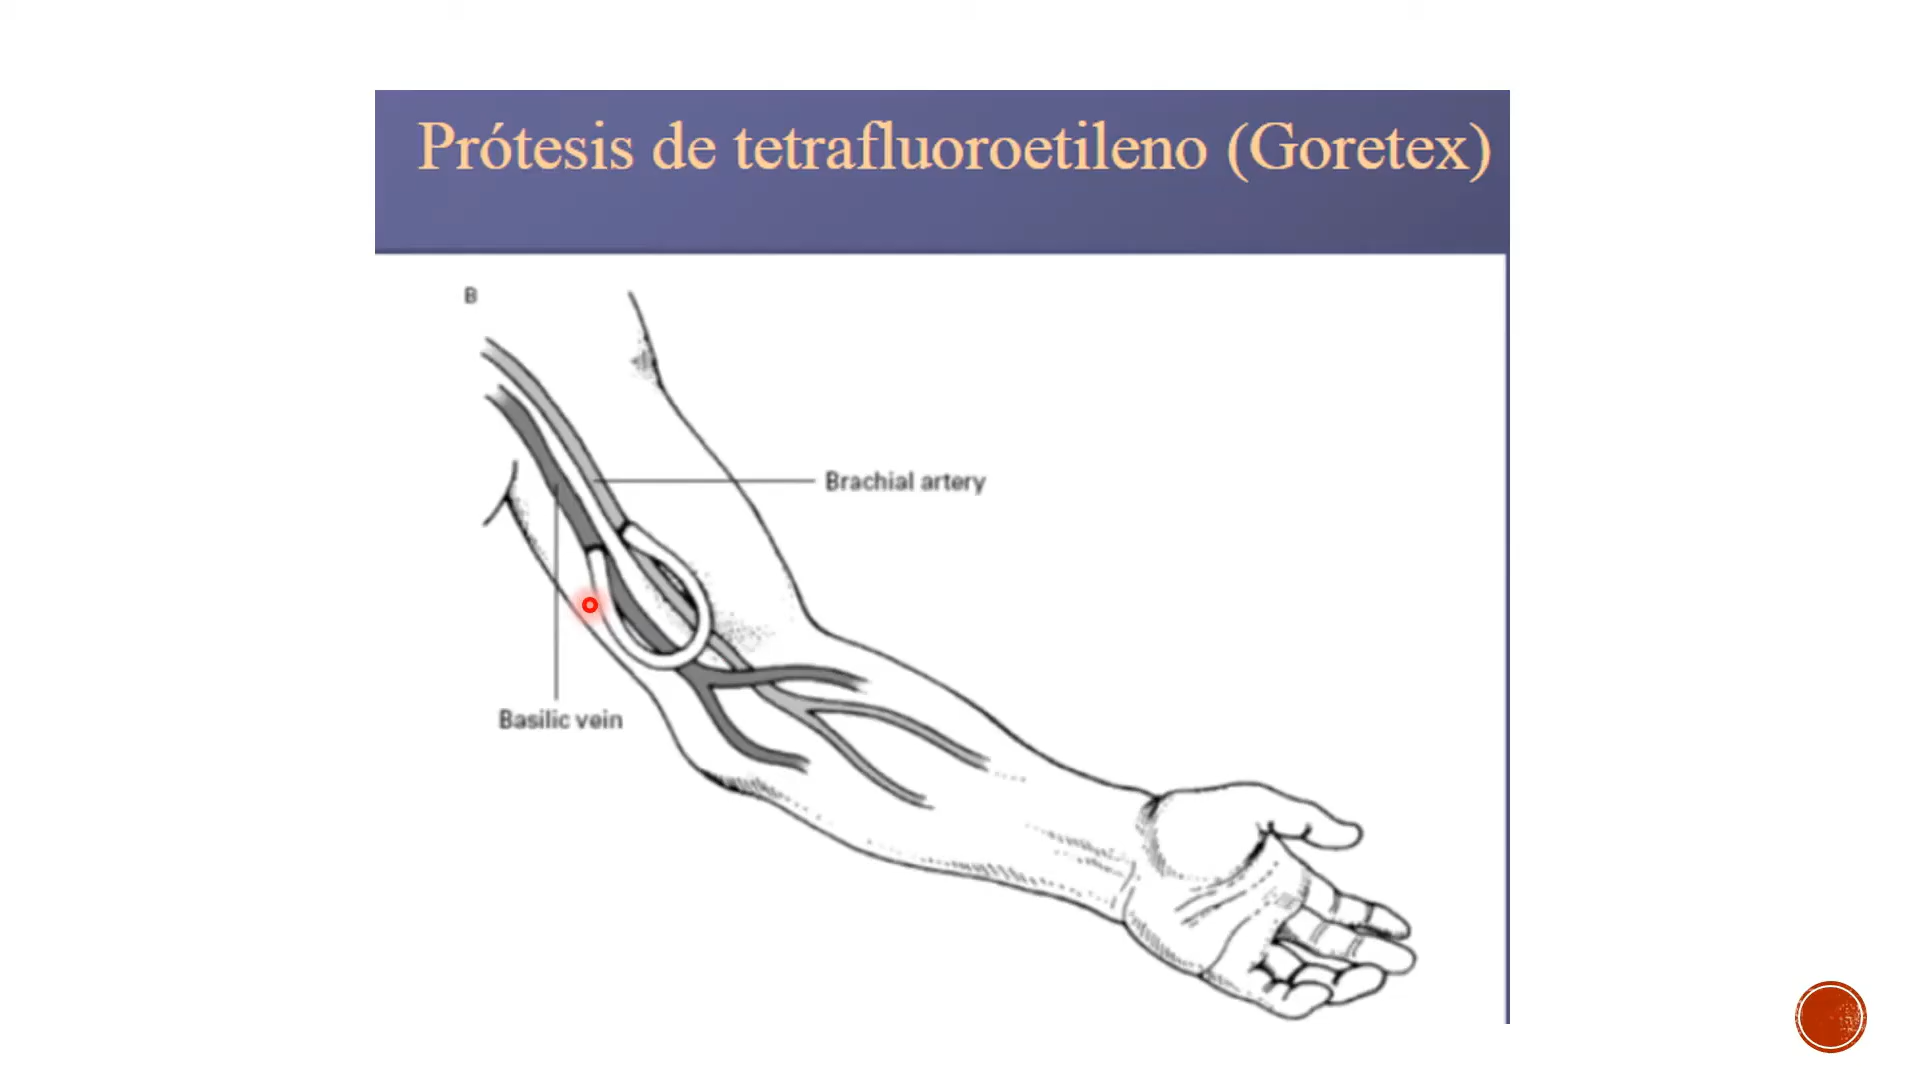 Prótesis de tetrafluoroetileno (Goretex)
B
Brachial artery
Basilic vein